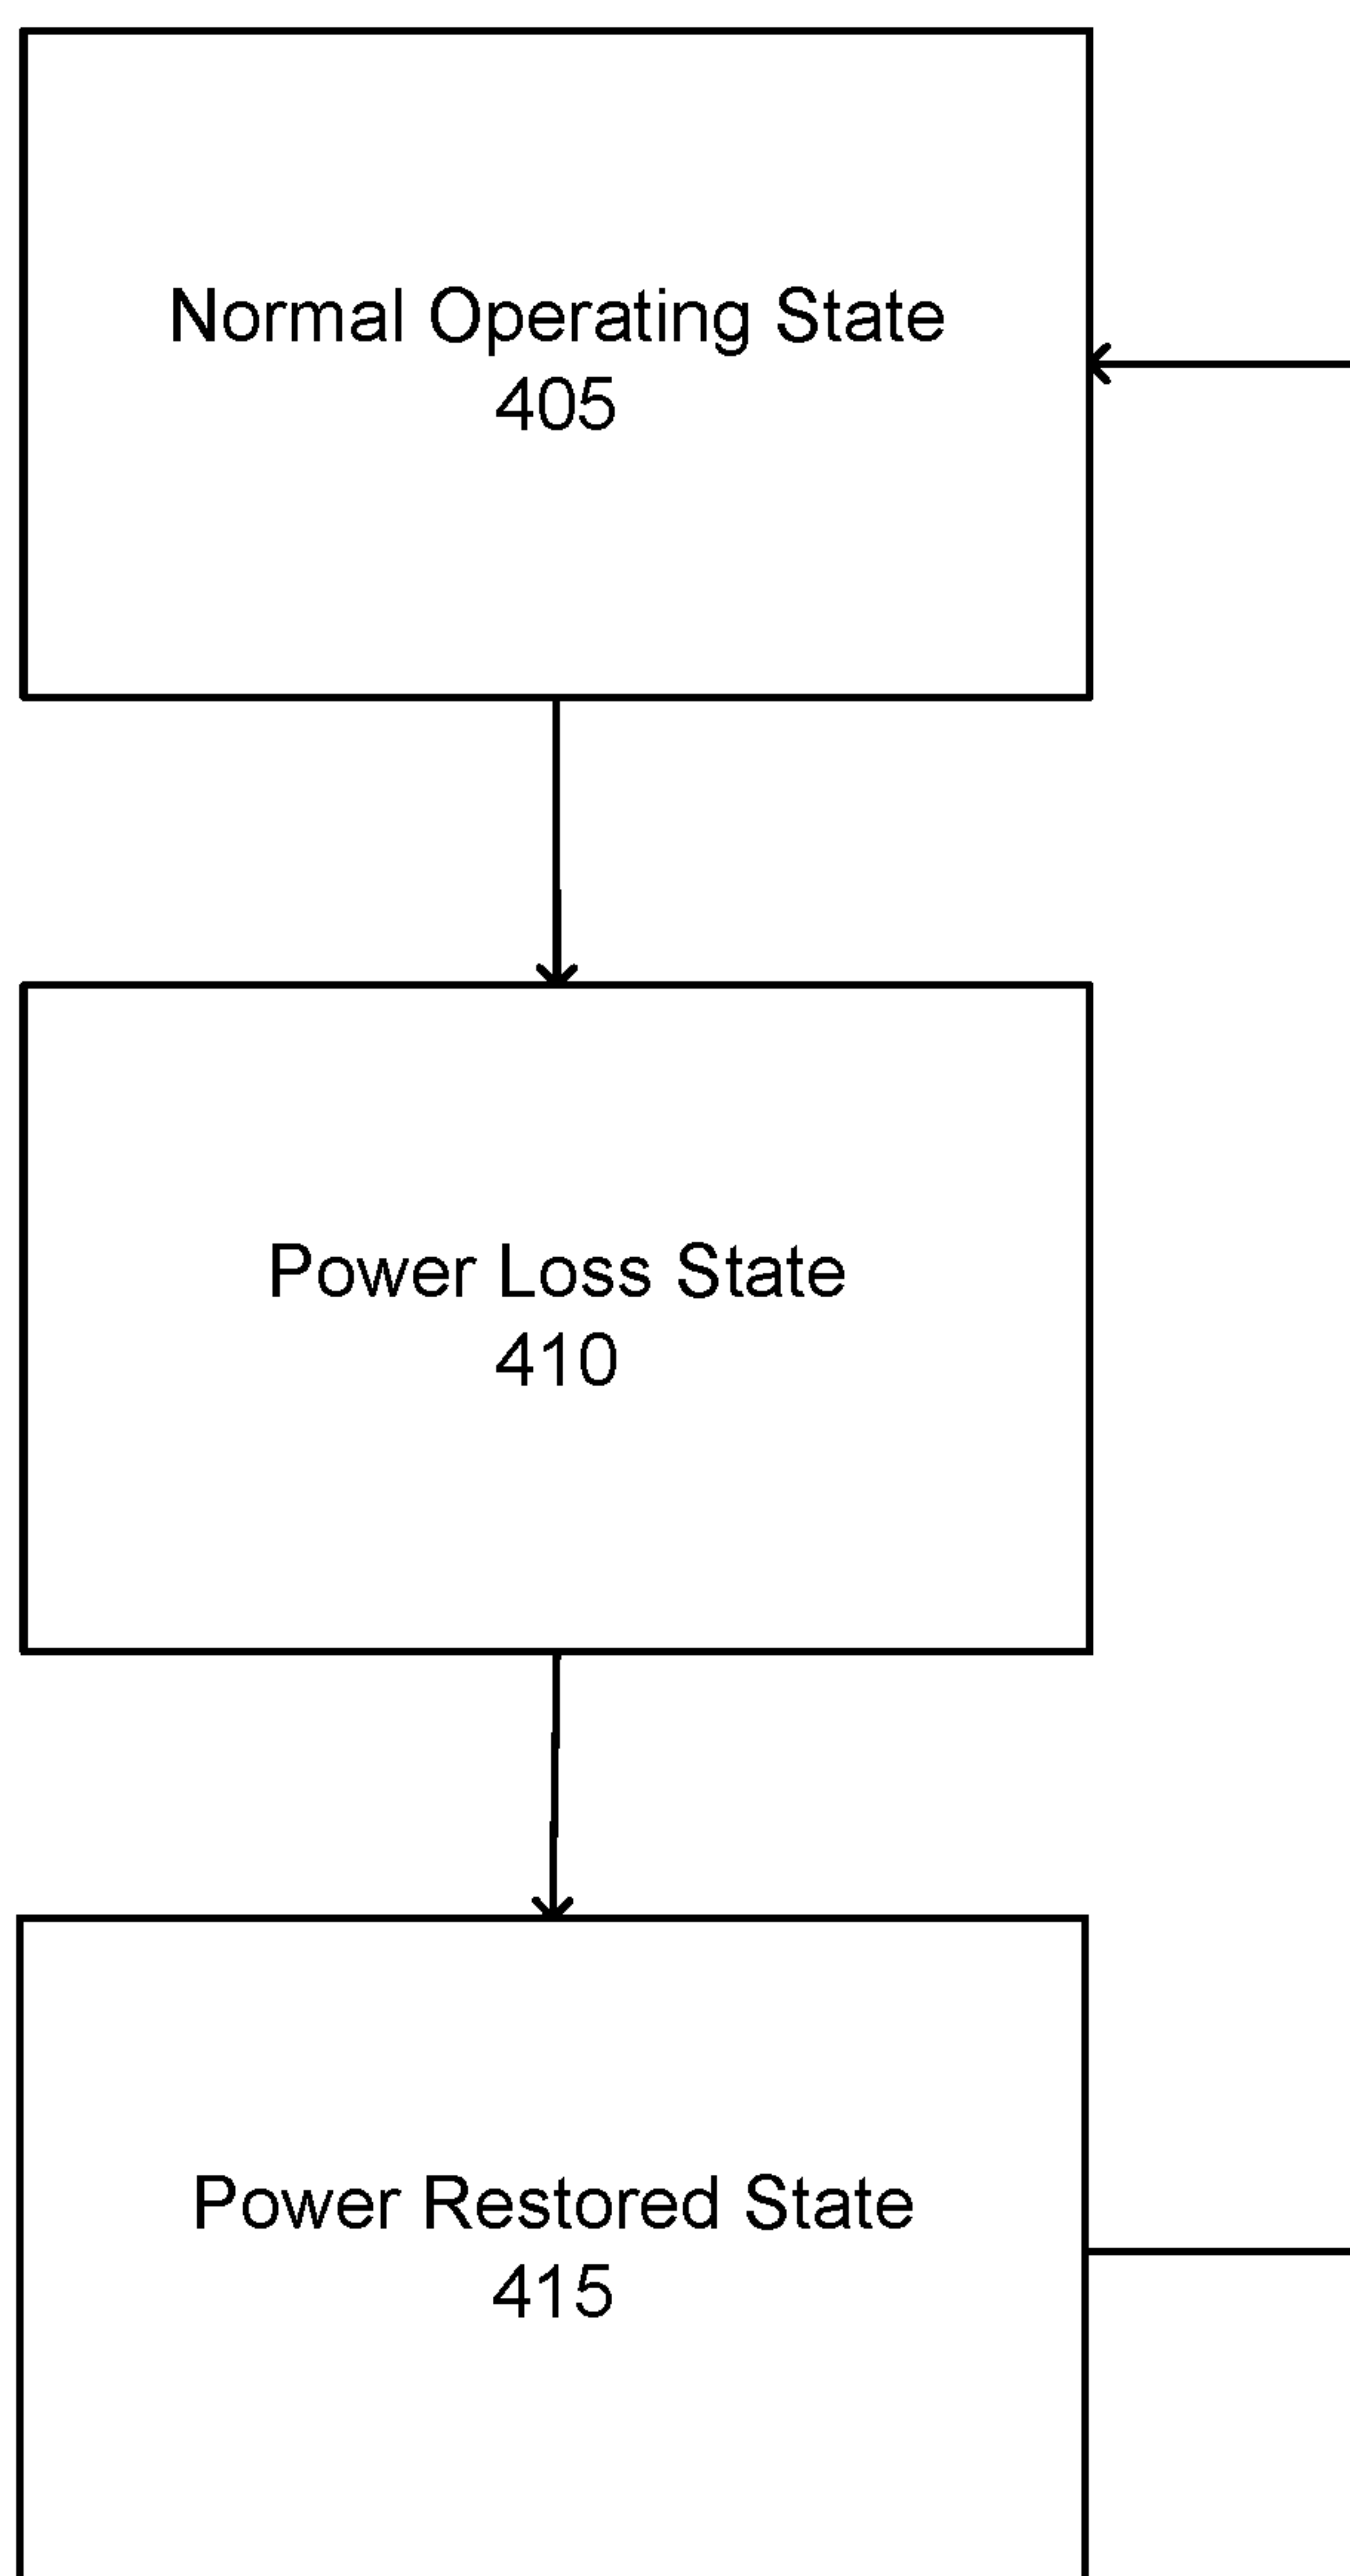 Normal Operating State
405
Power Loss State
410
Power Restored State
415